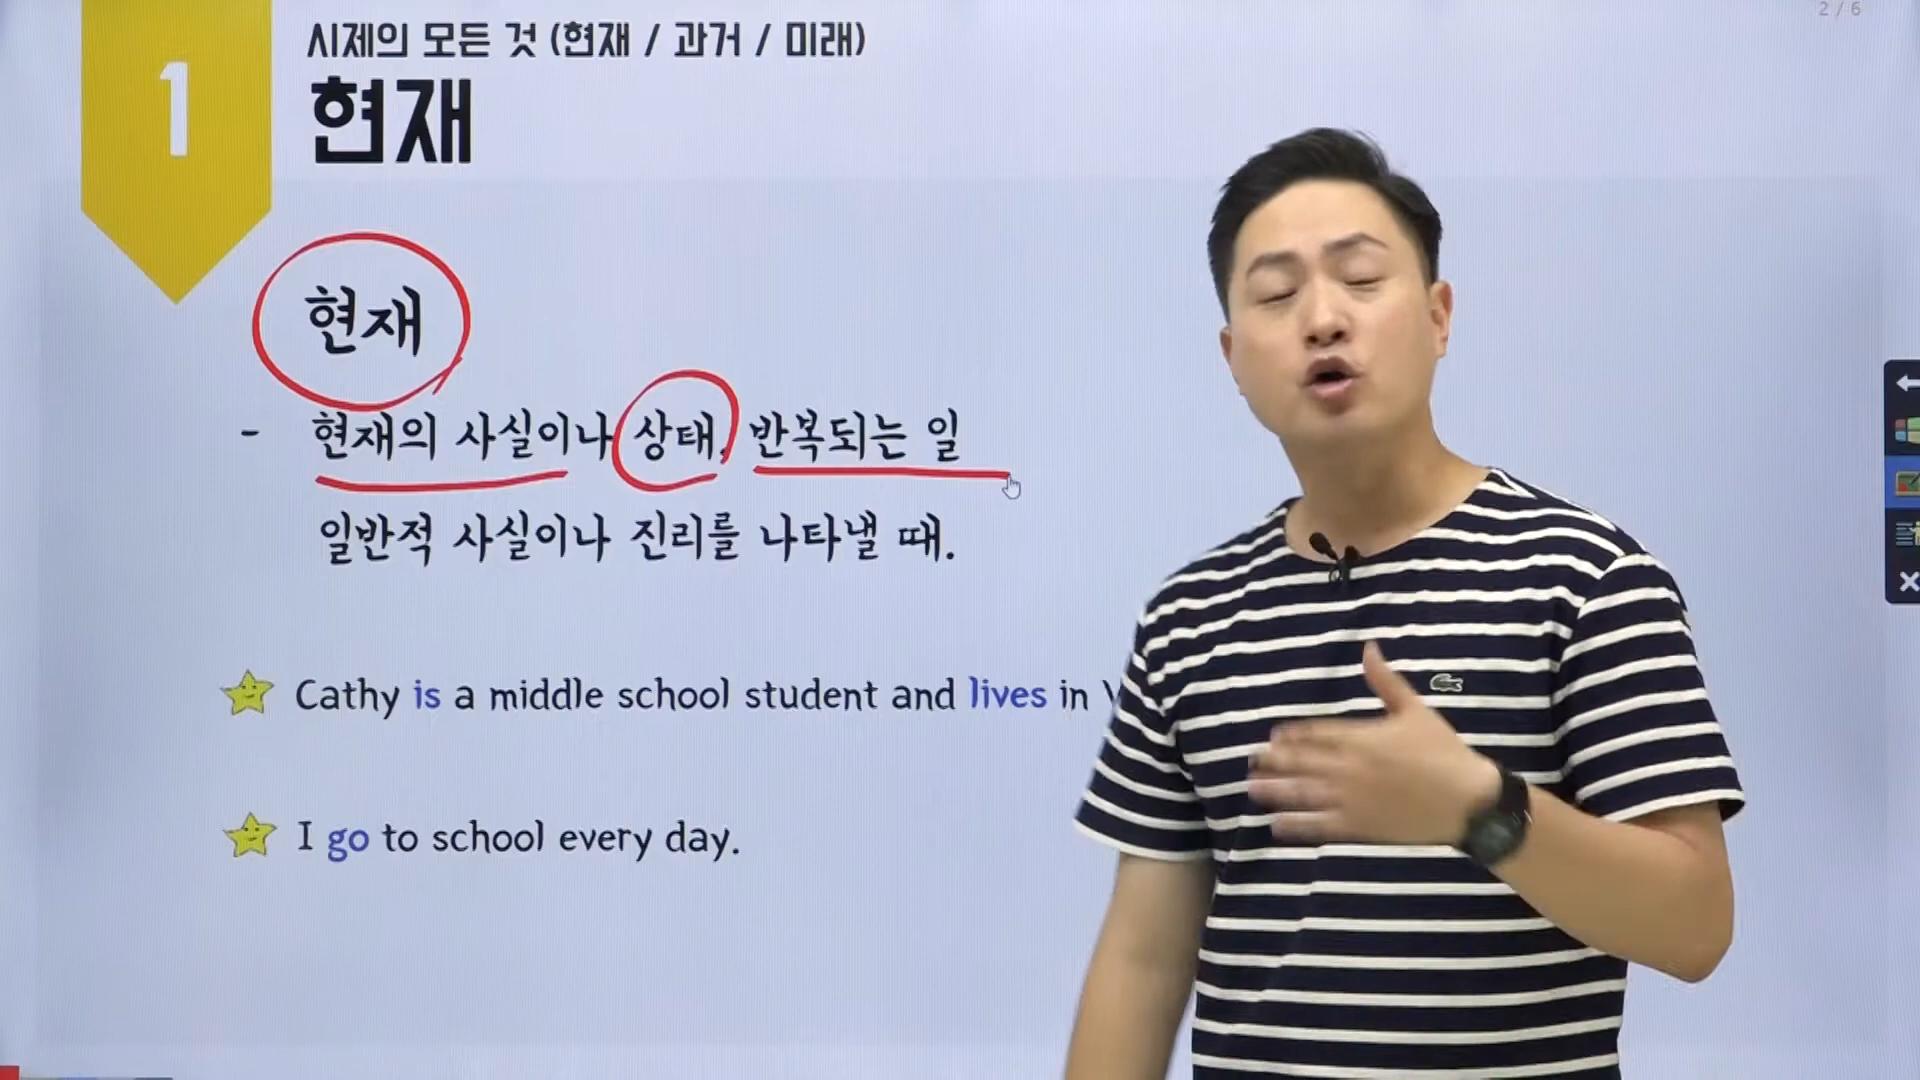 2 / 6
1
시제의 모든 것 (현재 / 과거 / 미래)
현재
현재
- 현재의 사실이나 상태, 반복되는 일
일반적 사실이나 진리를 나타낼 때.
Cathy is a middle school student and lives in
I go to school every day.